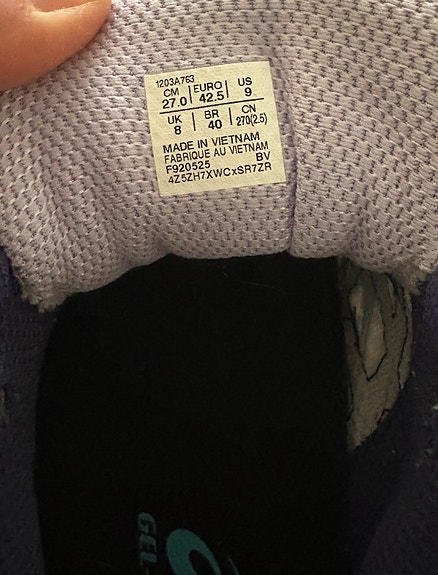 1203A763
CM EURO US
27.0 42.5 9
UK BR CN
8 40 270(2.5)
MADE IN VIETNAM
FABRIQUE AU VIETNAM
F920525 BV
4Z5ZH7XWCxSR7ZR
GEL-